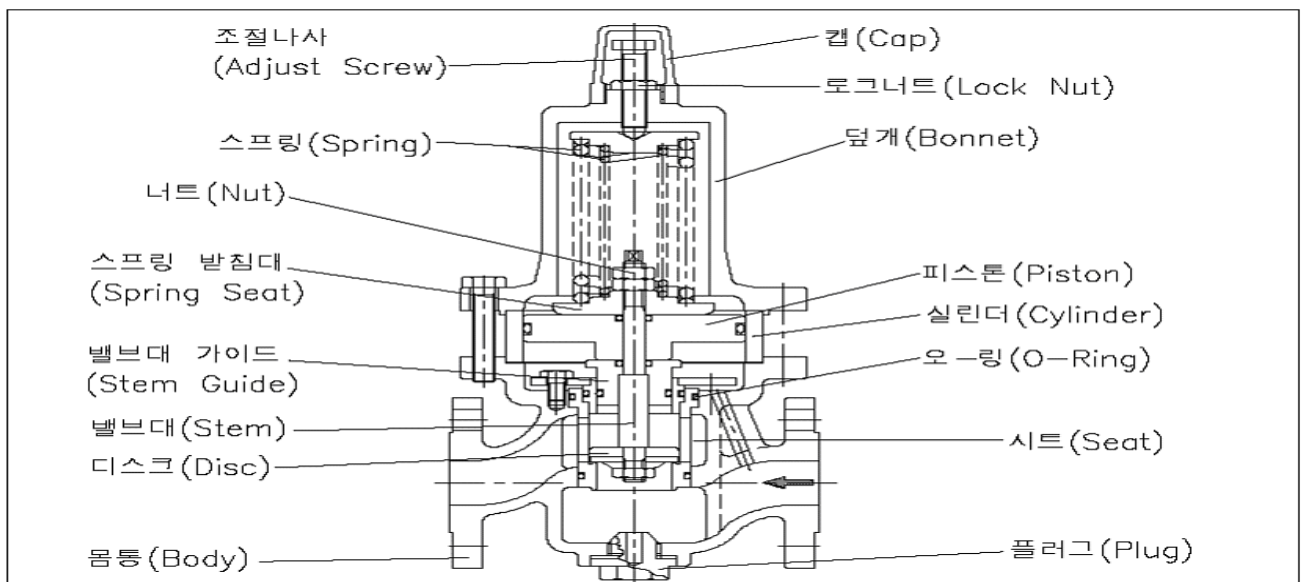 조절나사
(Adjust Screw)
스프링(Spring)
너트(Nut)
스프링 받침대
(Spring Seat)
밸브대 가이드
(Stem Guide)
밸브대(Stem)
디스크(Disc)
몸통(Body)
캡(Cap)
로그너트(Lock Nut)
덮개(Bonnet)
피스톤(Piston)
실린더(Cylinder)
오-링(O-Ring)
시트(Seat)
플러그(Plug)